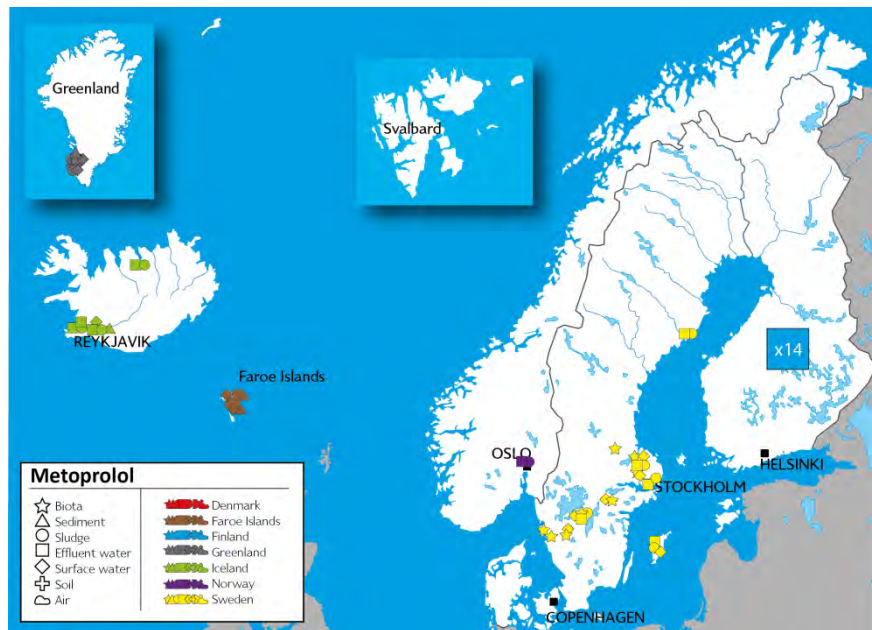 Greenland
Svalbard
REYKJAVIK
Faroe Islands
x14
OSLO
HELSINKI
STOCKHOLM
COPENHAGEN
Metoprolol
Biota
Sediment
Sludge
Effluent water
Surface water
Soil
Air
Denmark
Faroe Islands
Finland
Greenland
Iceland
Norway
Sweden